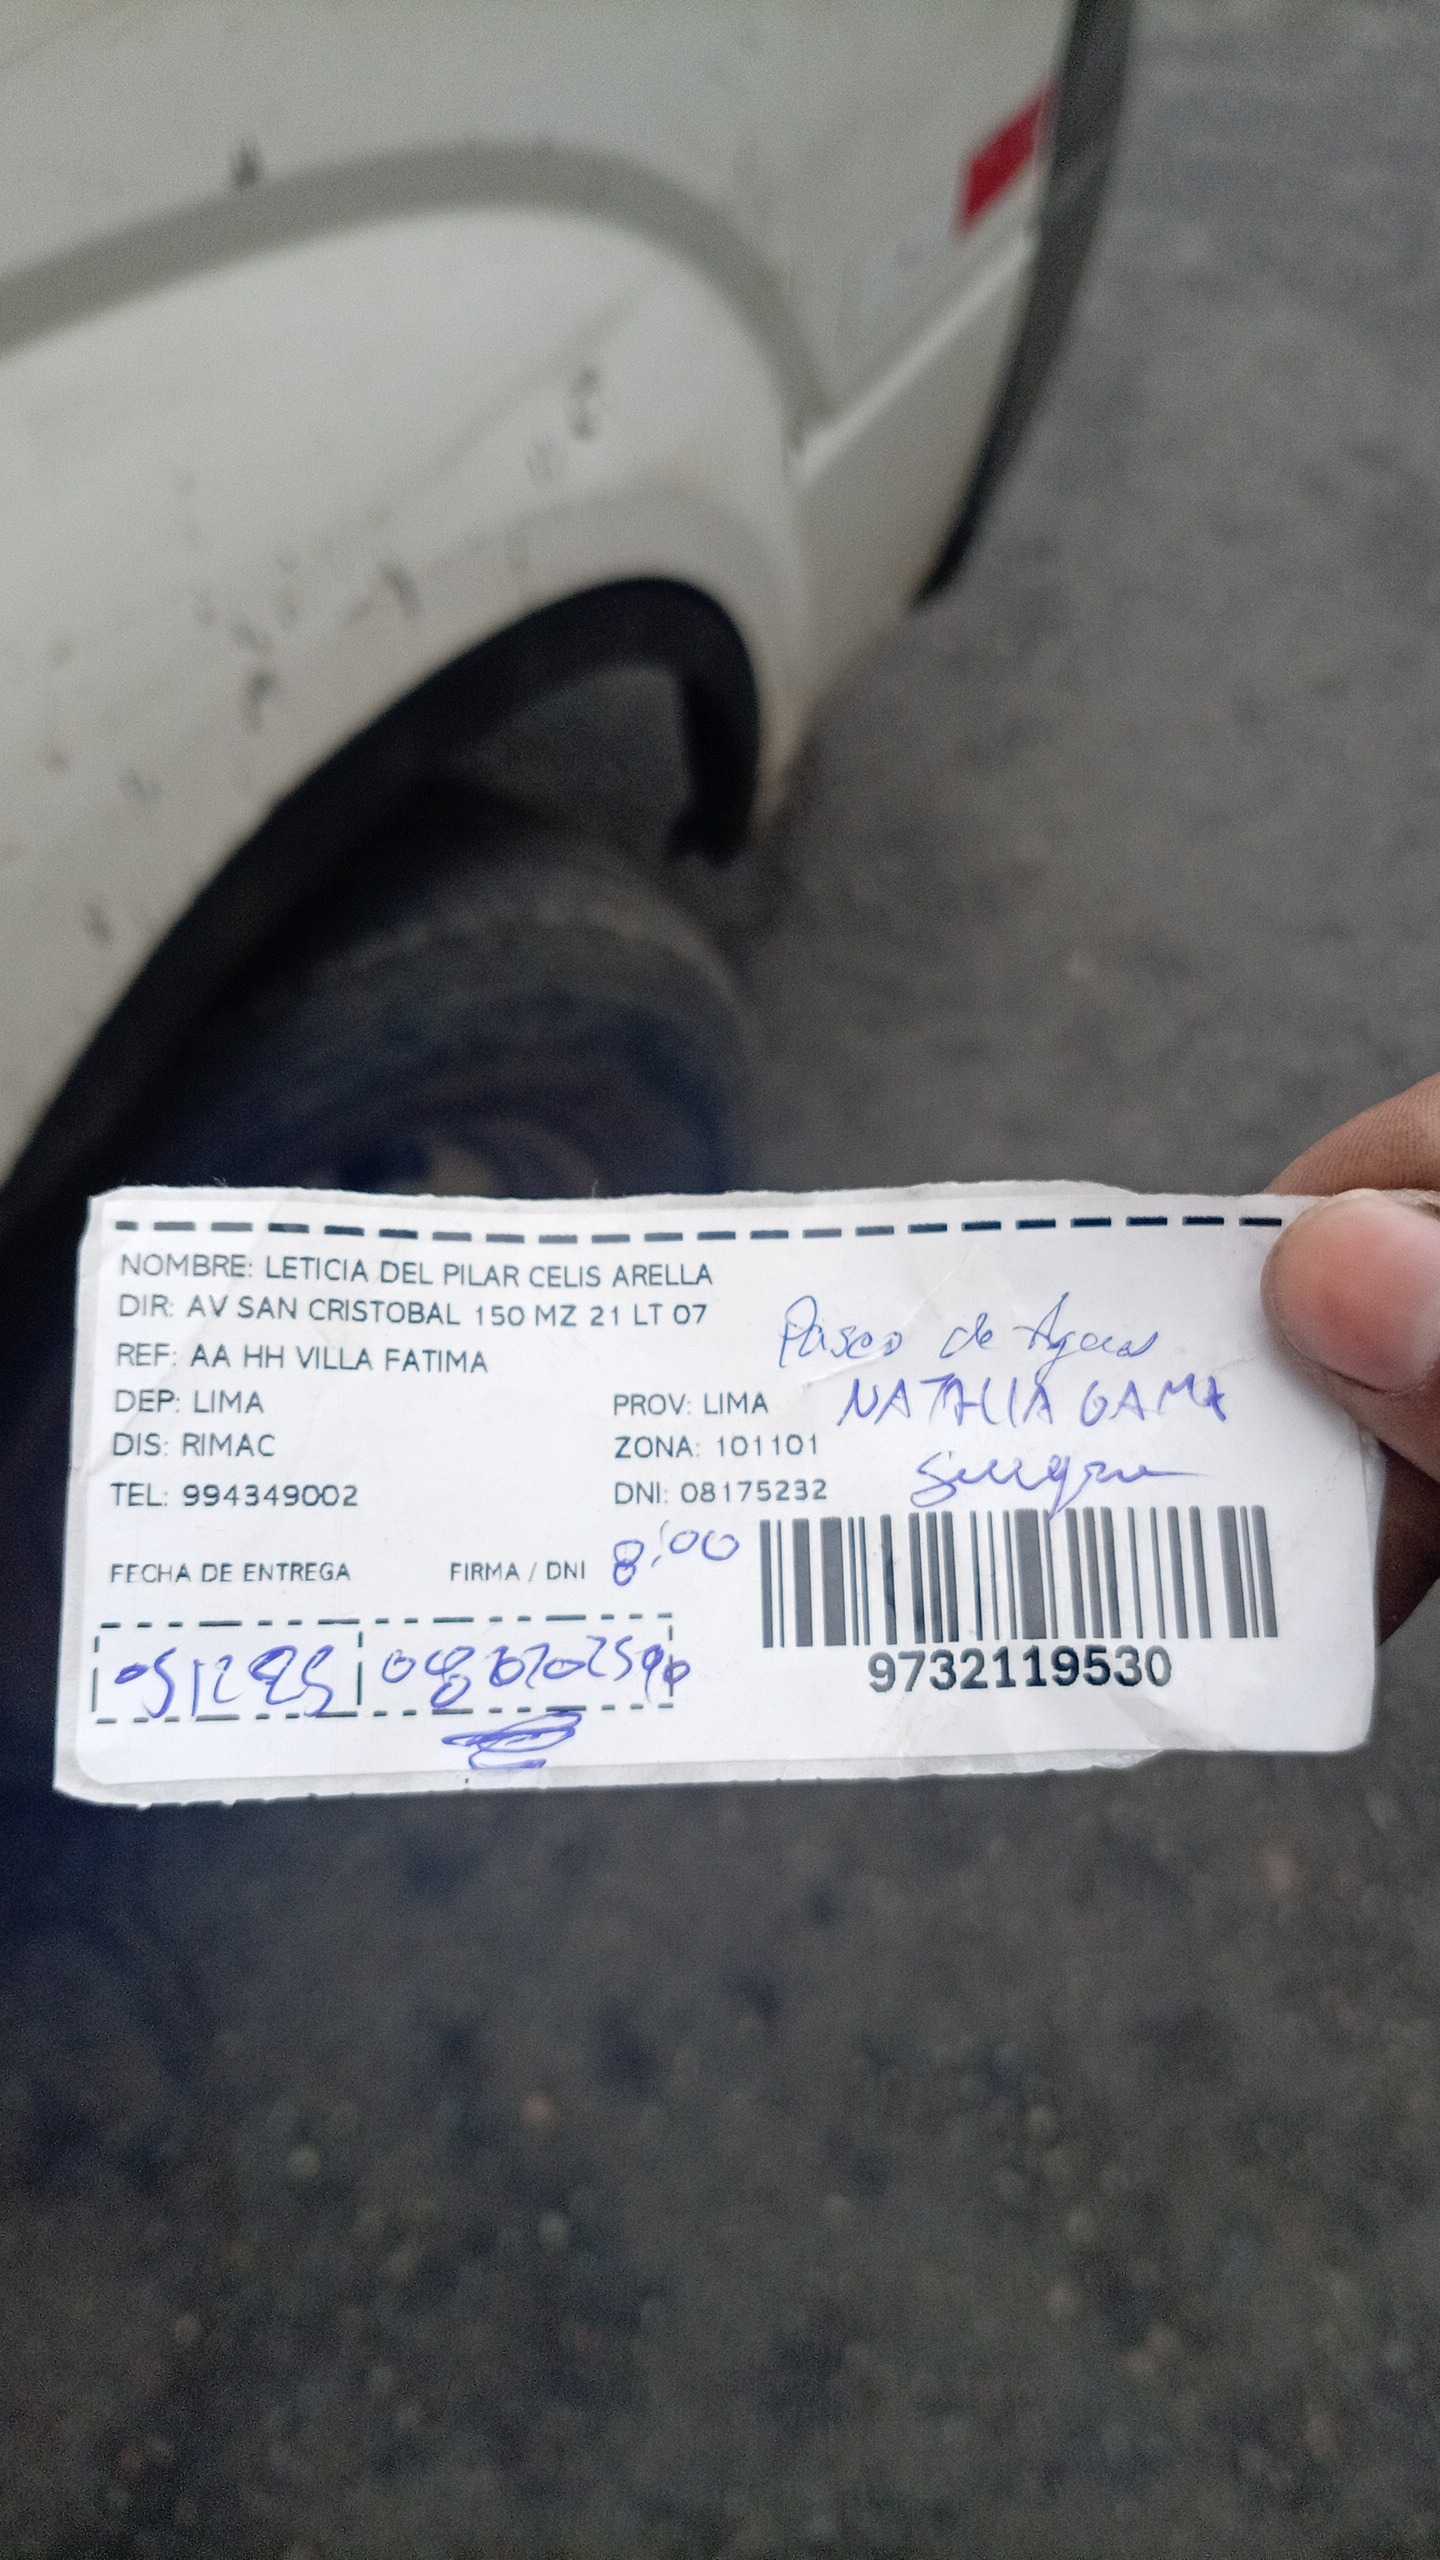 NOMBRE: LETICIA DEL PILAR CELIS ARELLA
DIR: AV SAN CRISTOBAL 150 MZ 21 LT 07
REF: AA HH VILLA FATIMA
Paseo de Aguas
DEP: LIMA PROV: LIMA NATALIA GAMA
DIS: RIMAC ZONA: 101101
TEL: 994349002 DNI: 08175232
FECHA DE ENTREGA FIRMA / DNI 8:00
9732119530